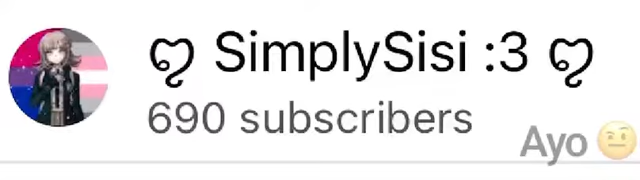 ღ SimplySisi :3 ღ
690 subscribers
Ayo 🤨